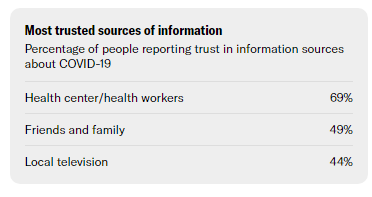 Most trusted sources of information
Percentage of people reporting trust in information sources
about COVID-19
Health center/health workers 69%
Friends and family 49%
Local television 44%